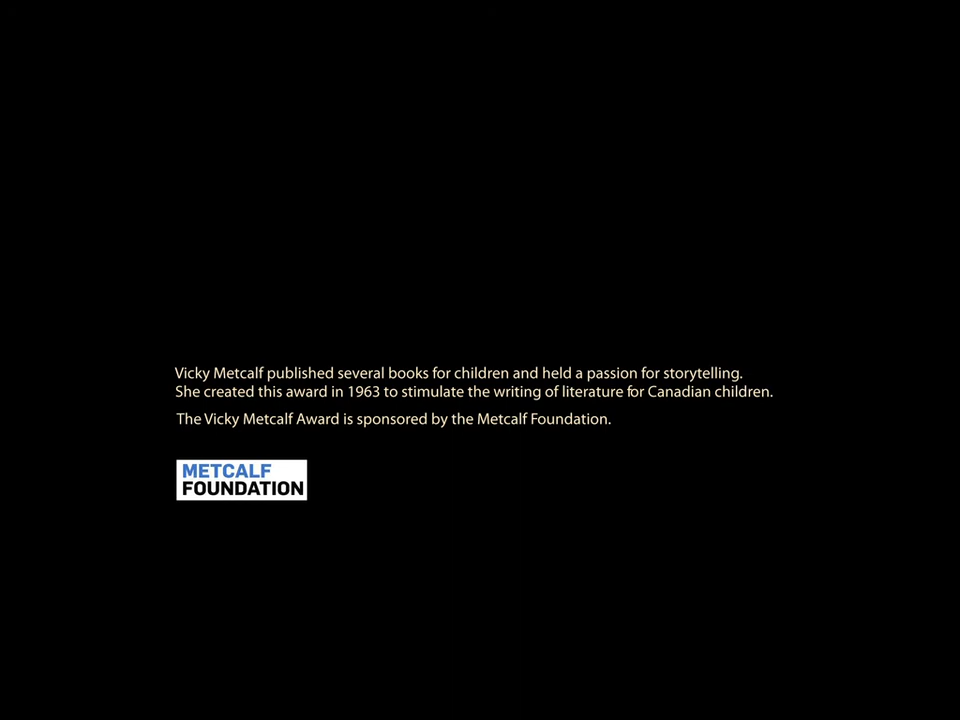 Vicky Metcalf published several books for children and held a passion for storytelling.
She created this award in 1963 to stimulate the writing of literature for Canadian children.
The Vicky Metcalf Award is sponsored by the Metcalf Foundation.
METCALF
FOUNDATION